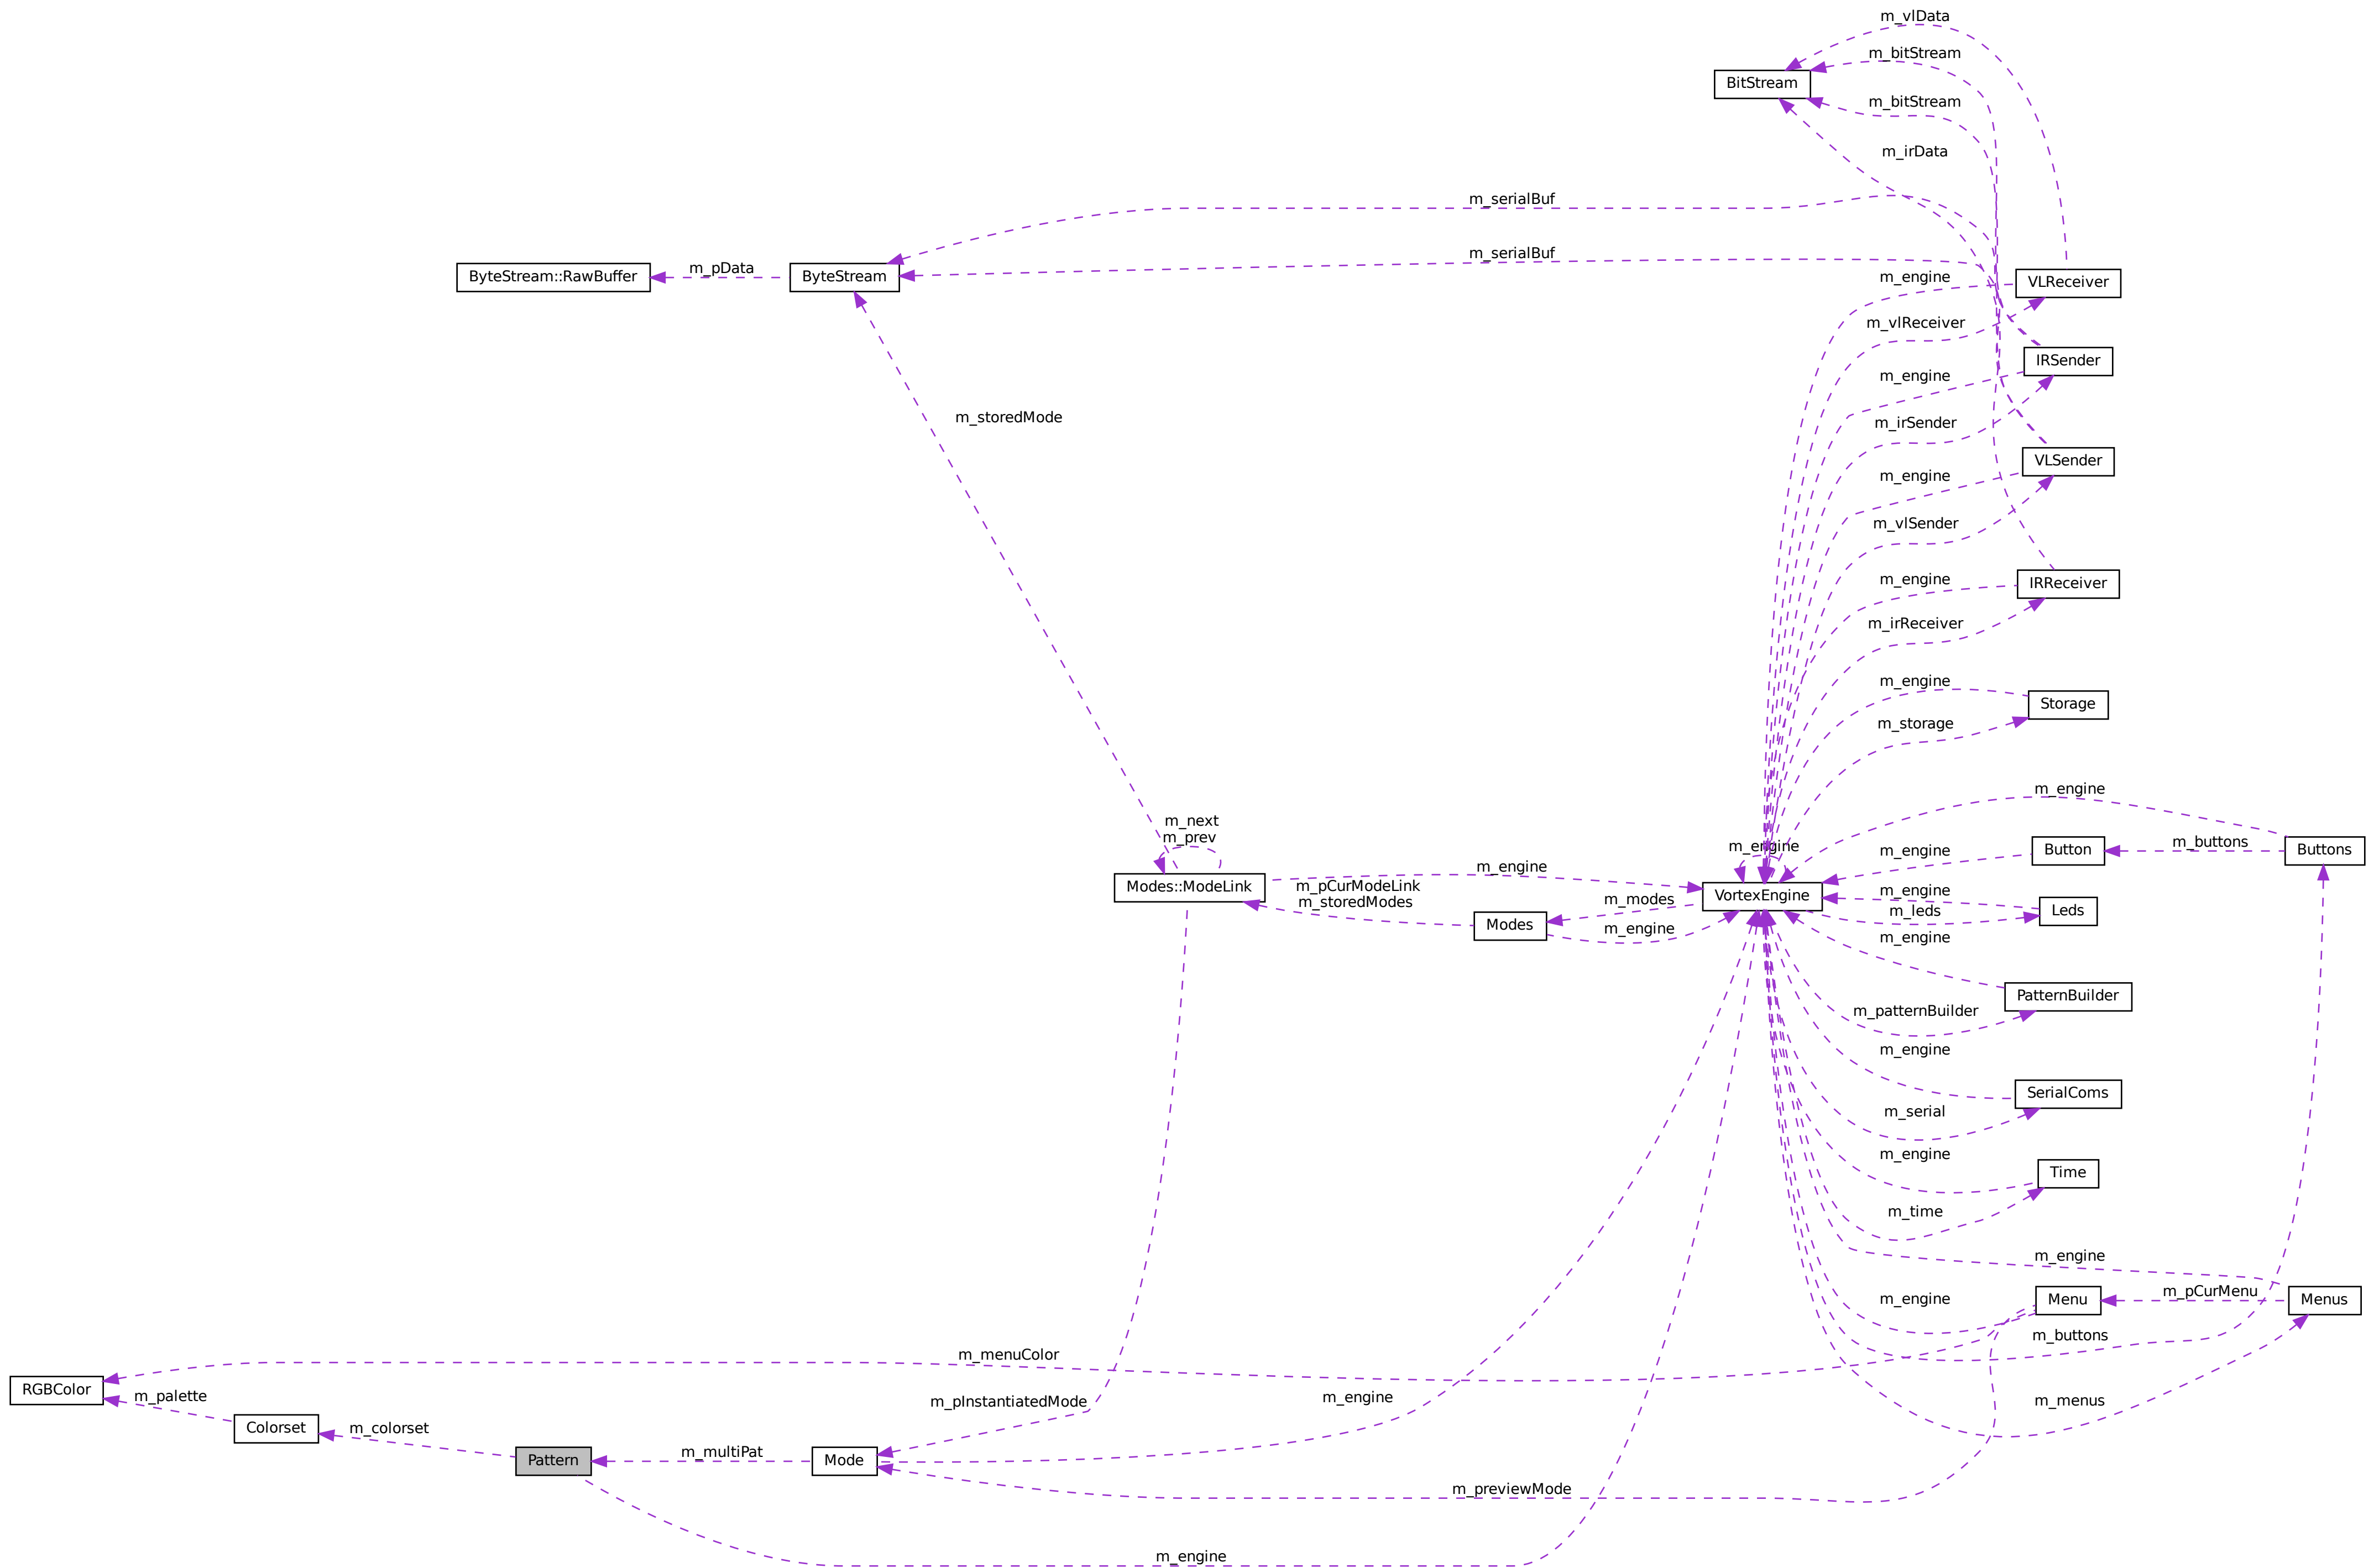 m_vlData
m_bitStream
BitStream
m_bitStream
m_irData
m_serialBuf
m_serialBuf
ByteStream::RawBuffer
m_pData
ByteStream
m_engine
VLReceiver
m_vlReceiver
IRSender
m_engine
m_storedMode
m_irSender
VLSender
m_engine
m_vlSender
m_engine
IRReceiver
m_irReceiver
m_engine
Storage
m_storage
m_engine
m_next
m_prev
m_engine
m_engine
Button
m_buttons
Buttons
m_engine
Modes::ModeLink
m_pCurModeLink
m_storedModes
m_modes
VortexEngine
m_engine
m_leds
Leds
Modes
m_engine
m_engine
PatternBuilder
m_patternBuilder
m_engine
SerialComs
m_serial
m_engine
Time
m_time
m_engine
m_engine
Menu
m_pCurMenu
Menus
m_buttons
m_menuColor
RGBColor
m_palette
m_pInstantiatedMode
m_engine
m_menus
Colorset
m_colorset
Pattern
m_multiPat
Mode
m_previewMode
m_engine